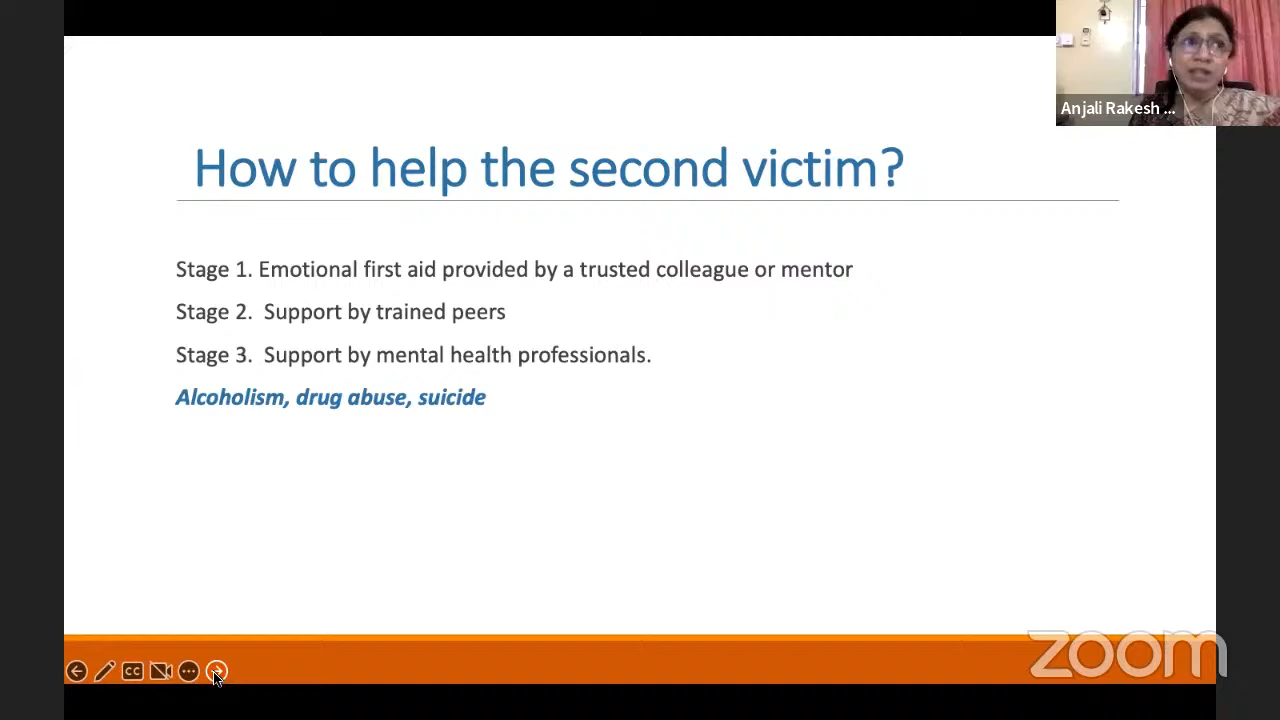 Anjali Rakesh ...
How to help the second victim?
Stage 1. Emotional first aid provided by a trusted colleague or mentor
Stage 2.  Support by trained peers
Stage 3.  Support by mental health professionals.
Alcoholism, drug abuse, suicide
CC
zoom